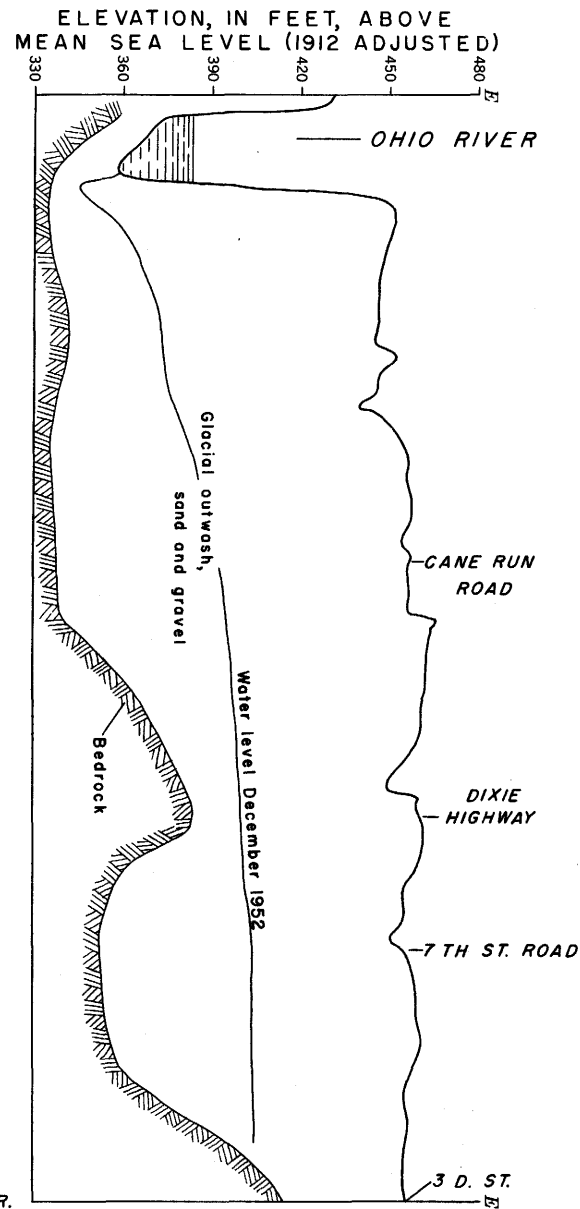 ELEVATION, IN FEET, ABOVE
MEAN SEA LEVEL (1912 ADJUSTED)
330
360
390
420
450
480
E
OHIO RIVER
Glacial outwash,
sand and gravel
CANE RUN
ROAD
Water level December 1952
Bedrock
DIXIE
HIGHWAY
7 TH ST. ROAD
3 D. ST.
E'
R.